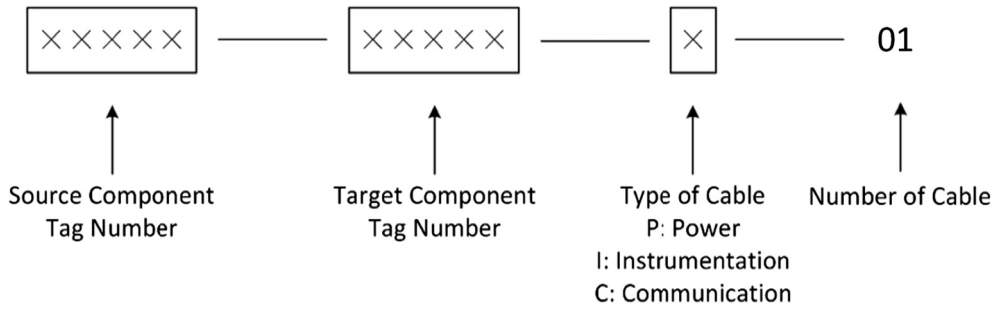 ××××× ××××× × 01
Source Component Target Component Type of Cable Number of Cable
Tag Number Tag Number P: Power
I: Instrumentation
C: Communication